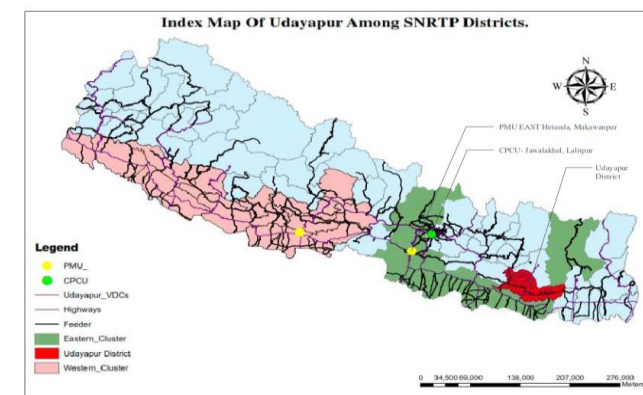 Index Map Of Udayapur Among SNRTP Districts.
N
W
E
S
PMU EAST Hetauda, Makawanpur
CPCU- Jawalakhel, Lalitpur
Udayapur
District
Legend
PMU_
CPCU
Udayapur_VDCs
Highways
Feeder
Eastern_Cluster
Udayapur District
Western_Cluster
0 34,500 69,000 138,000 207,000 276,000
Meters